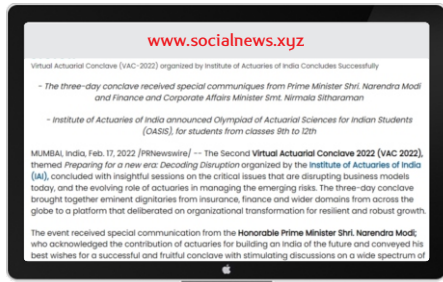 www.socialnews.xyz
Virtual Actuarial Conclave (VAC-2022) organized by Institute of Actuaries of India Concludes Successfully
- The three-day conclave received special communiques from Prime Minister Shri. Narendra Modi
and Finance and Corporate Affairs Minister Smt. Nirmala Sitharaman
- Institute of Actuaries of India announced Olympiad of Actuarial Sciences for Indian Students
(OASIS), for students from classes 9th to 12th
MUMBAI, India, Feb. 17, 2022 /PRNewswire/ -- The Second Virtual Actuarial Conclave 2022 (VAC 2022),
themed Preparing for a new era: Decoding Disruption organized by the Institute of Actuaries of India
(IAI), concluded with insightful sessions on the critical issues that are disrupting business models
today, and the evolving role of actuaries in managing the emerging risks. The three-day conclave
brought together eminent dignitaries from insurance, finance and wider domains from across the
globe to a platform that deliberated on organizational transformation for resilient and robust growth.
The event received special communication from the Honorable Prime Minister Shri. Narendra Modi;
who acknowledged the contribution of actuaries for building an India of the future and conveyed his
best wishes for a successful and fruitful conclave with stimulating discussions on a wide spectrum of